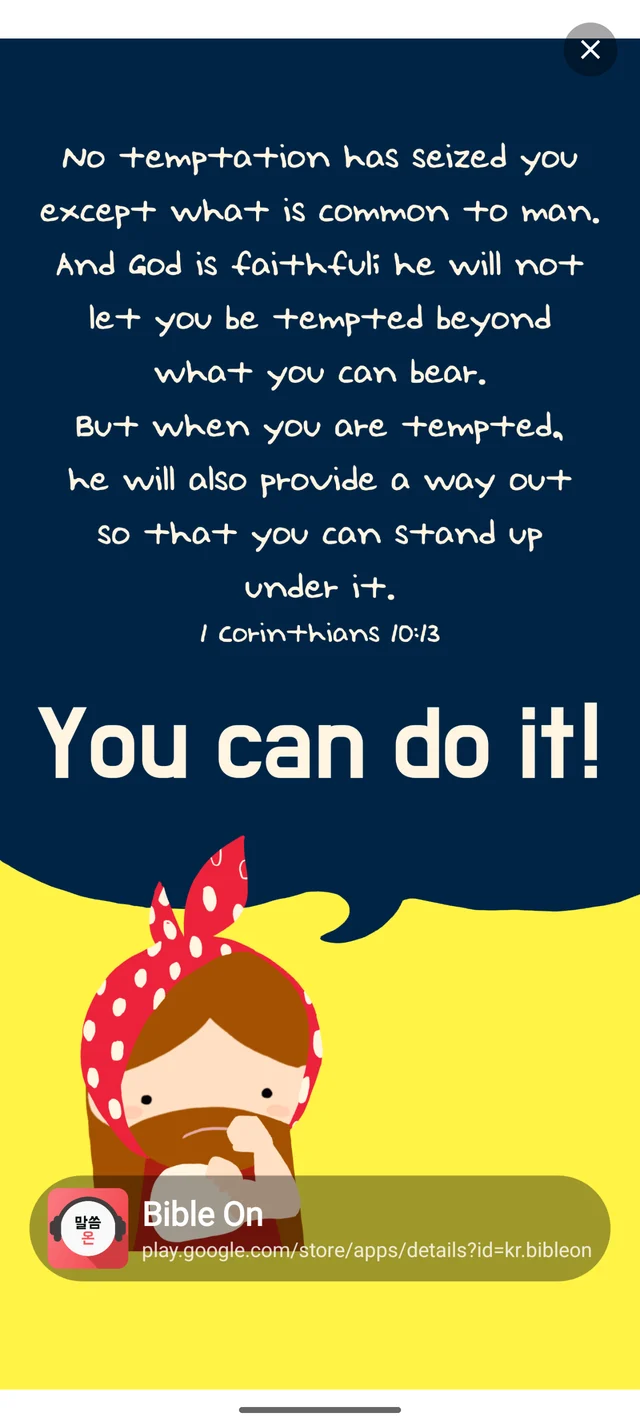 No temptation has seized you
except what is common to man.
And God is faithful; he will not
let you be tempted beyond
what you can bear.
But when you are tempted,
he will also provide a way out
so that you can stand up
under it.
1 Corinthians 10:13
You can do it!
말씀
온
Bible On
play.google.com/store/apps/details?id=kr.bibleon